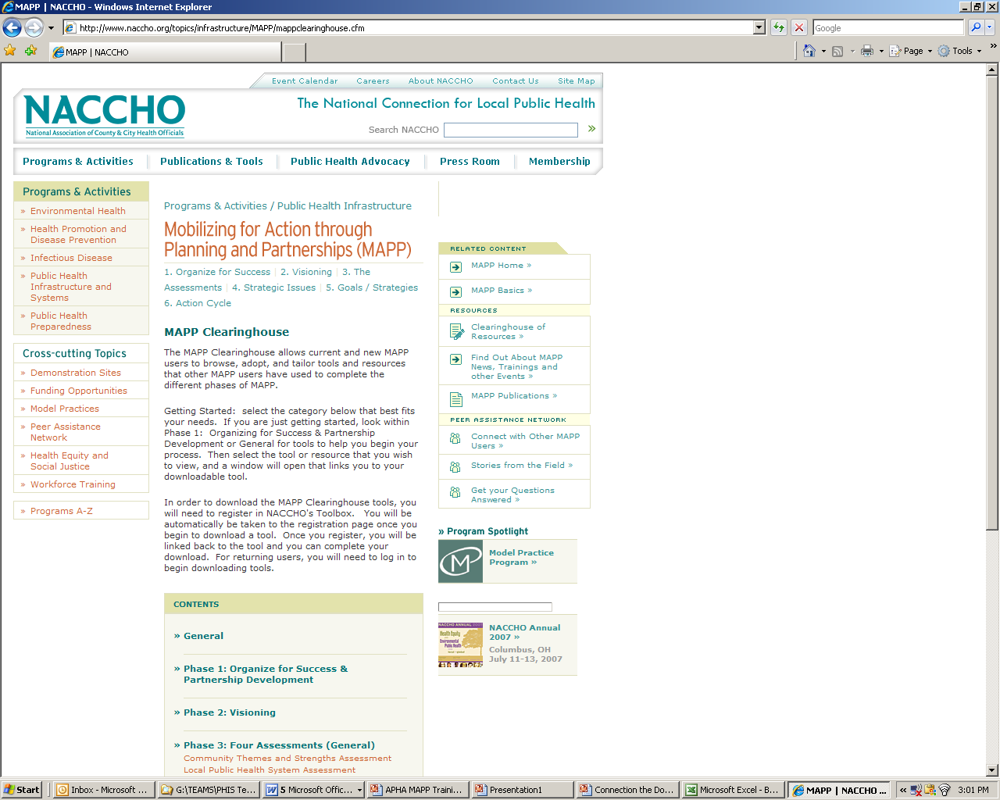 MAPP | NACCHO - Windows Internet Explorer
http://www.naccho.org/topics/infrastructure/MAPP/mappclearinghouse.cfm
Google
MAPP | NACCHO
Page
Tools
Event Calendar
Careers
About NACCHO
Contact Us
Site Map
NACCHO
National Association of County & City Health Officials
The National Connection for Local Public Health
Search NACCHO »
Programs & Activities
Publications & Tools
Public Health Advocacy
Press Room
Membership
Programs & Activities
» Environmental Health
» Health Promotion and
Disease Prevention
» Infectious Disease
» Public Health
Infrastructure and
Systems
» Public Health
Preparedness
Cross-cutting Topics
» Demonstration Sites
» Funding Opportunities
» Model Practices
» Peer Assistance
Network
» Health Equity and
Social Justice
» Workforce Training
» Programs A-Z
Programs & Activities / Public Health Infrastructure
Mobilizing for Action through
Planning and Partnerships (MAPP)
1. Organize for Success | 2. Visioning | 3. The
Assessments | 4. Strategic Issues | 5. Goals / Strategies
6. Action Cycle
MAPP Clearinghouse
The MAPP Clearinghouse allows current and new MAPP
users to browse, adopt, and tailor tools and resources
that other MAPP users have used to complete the
different phases of MAPP.
Getting Started:  select the category below that best fits
your needs.  If you are just getting started, look within
Phase 1:  Organizing for Success & Partnership
Development or General for tools to help you begin your
process.  Then select the tool or resource that you wish
to view, and a window will open that links you to your
downloadable tool.
In order to download the MAPP Clearinghouse tools, you
will need to register in NACCHO's Toolbox.   You will be
automatically be taken to the registration page once you
begin to download a tool.  Once you register, you will be
linked back to the tool and you can complete your
download.  For returning users, you will need to log in to
begin downloading tools.
CONTENTS
» General
» Phase 1: Organize for Success &
Partnership Development
» Phase 2: Visioning
» Phase 3: Four Assessments (General)
Community Themes and Strengths Assessment
Local Public Health System Assessment
RELATED CONTENT
MAPP Home »
MAPP Basics »
RESOURCES
Clearinghouse of
Resources »
Find Out About MAPP
News, Trainings and
other Events »
MAPP Publications »
PEER ASSISTANCE NETWORK
Connect with Other MAPP
Users »
Stories from the Field »
Get your Questions
Answered »
» Program Spotlight
Model Practice
Program »
NACCHO ANNUAL
Health Equity
Environmental Public Health
NACCHO Annual
2007 »
Columbus, OH
July 11-13, 2007
Start
Inbox - Microsoft ...
G:\TEAMS\PHIS Te...
5 Microsoft Offic...
APHA MAPP Traini...
Presentation1
Connection the Do...
Microsoft Excel - B...
MAPP | NACCHO ...
3:01 PM